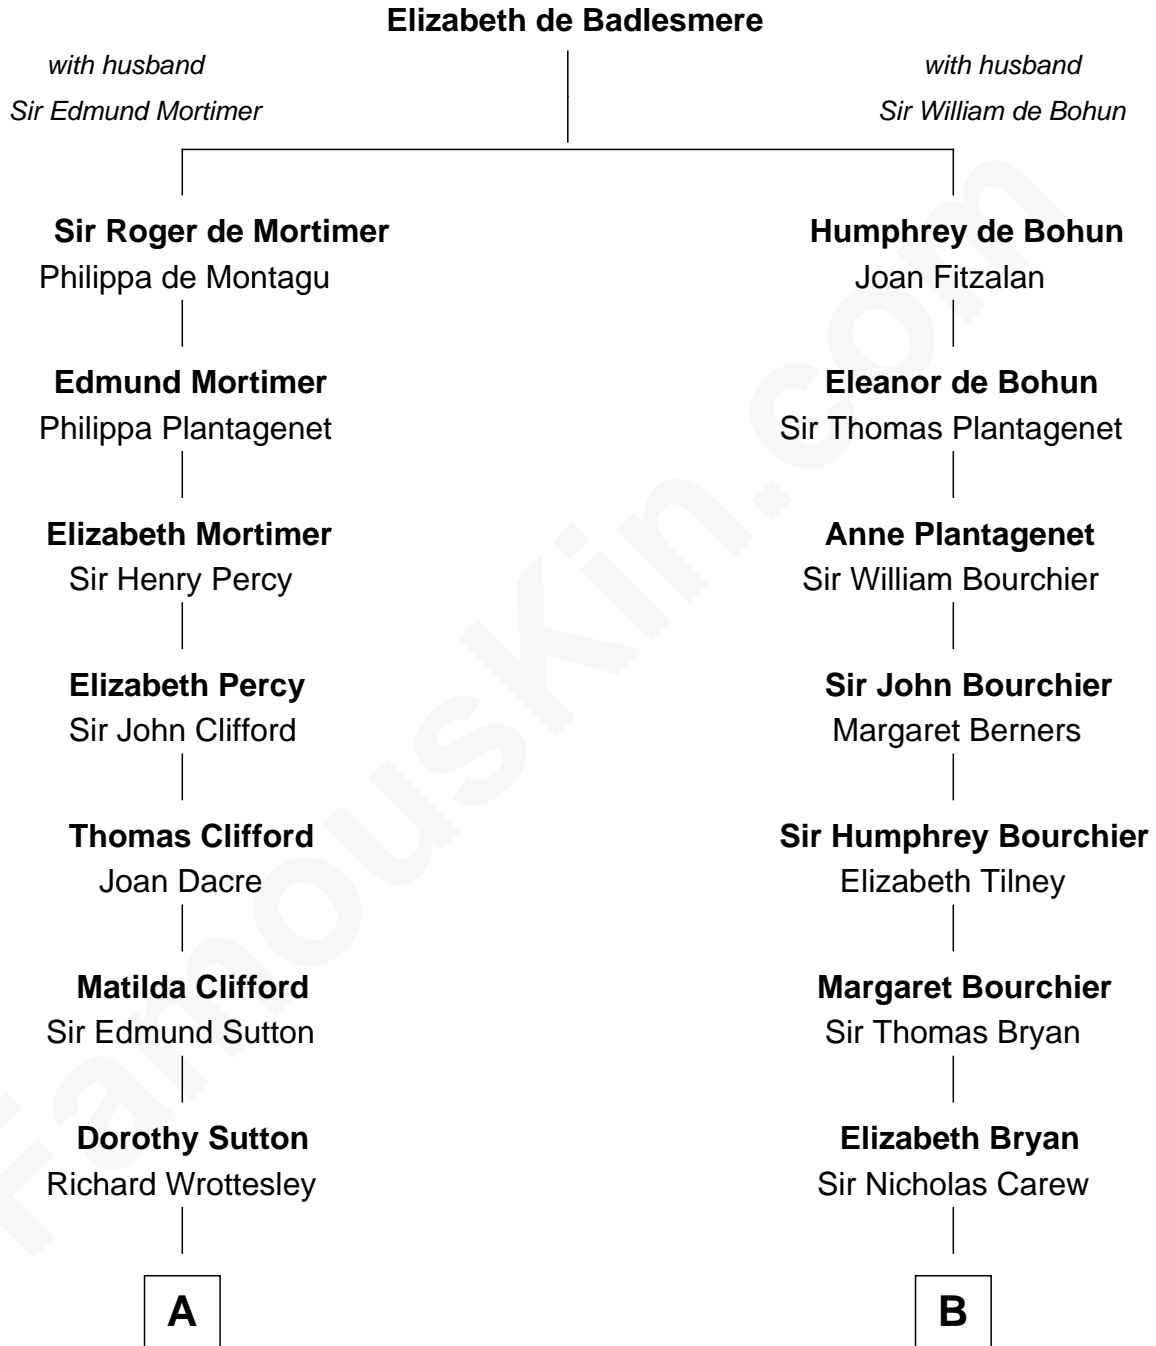 Elizabeth de Badlesmere
with husband
Sir Edmund Mortimer
with husband
Sir William de Bohun
Sir Roger de Mortimer
Philippa de Montagu
Humphrey de Bohun
Joan Fitzalan
Edmund Mortimer
Philippa Plantagenet
Eleanor de Bohun
Sir Thomas Plantagenet
Elizabeth Mortimer
Sir Henry Percy
Anne Plantagenet
Sir William Bourchier
Elizabeth Percy
Sir John Clifford
Sir John Bourchier
Margaret Berners
Thomas Clifford
Joan Dacre
Sir Humphrey Bourchier
Elizabeth Tilney
Matilda Clifford
Sir Edmund Sutton
Margaret Bourchier
Sir Thomas Bryan
Dorothy Sutton
Richard Wrottesley
Elizabeth Bryan
Sir Nicholas Carew
A
B
FamousKin.com